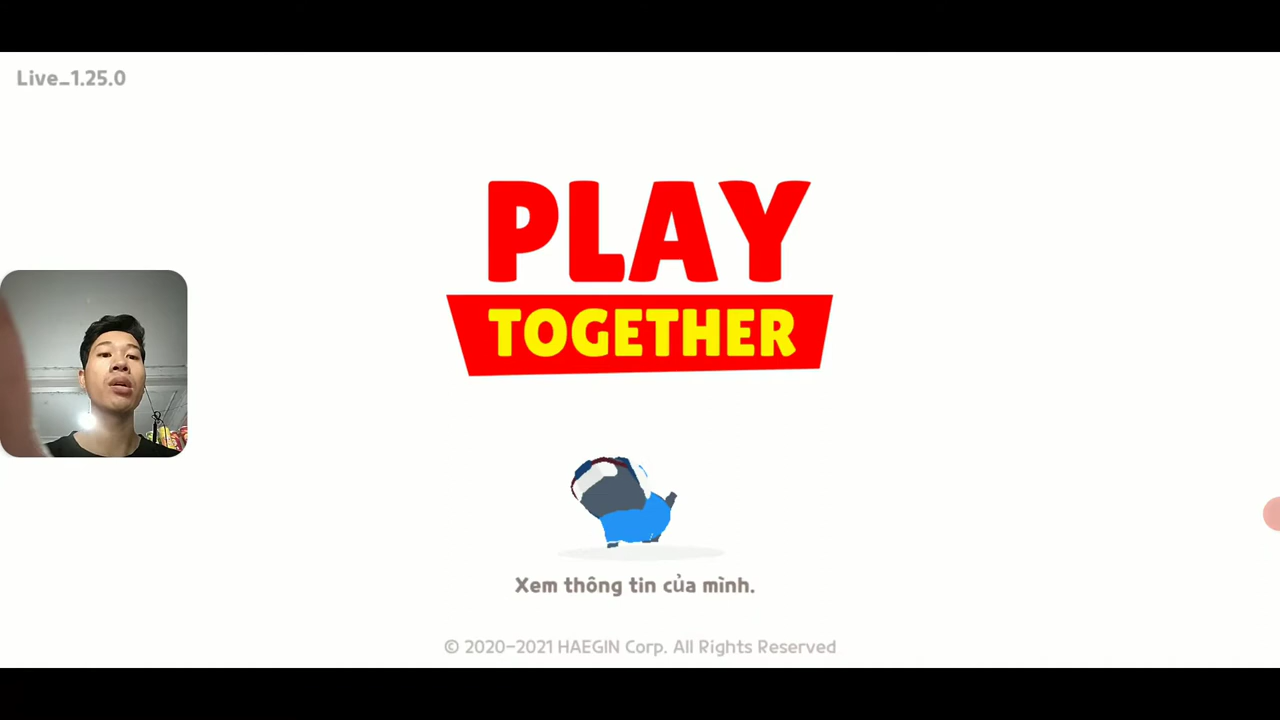 Live_1.25.0
PLAY
TOGETHER
Xem thông tin của mình.
© 2020-2021 HAEGIN Corp. All Rights Reserved